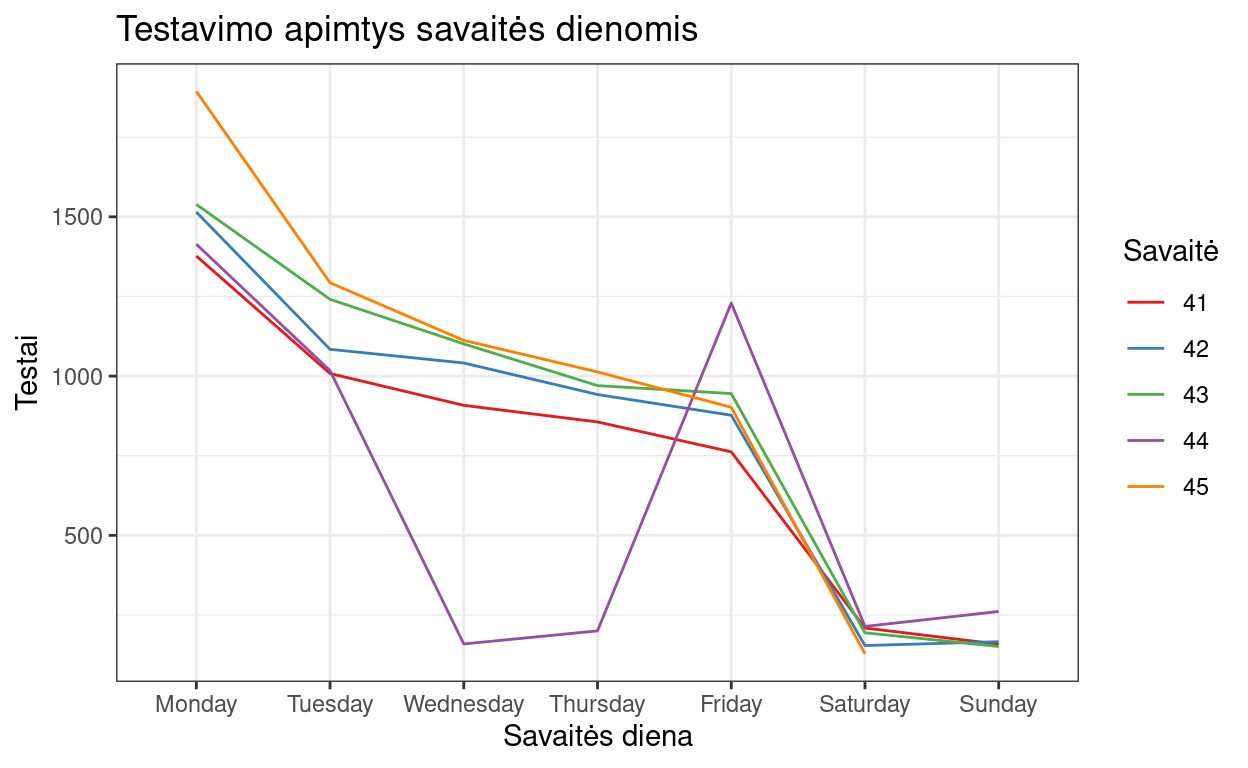 Testavimo apimtys savaitės dienomis
Testai
1500
1000
500
Monday Tuesday Wednesday Thursday Friday Saturday Sunday
Savaitės diena
Savaitė
41
42
43
44
45